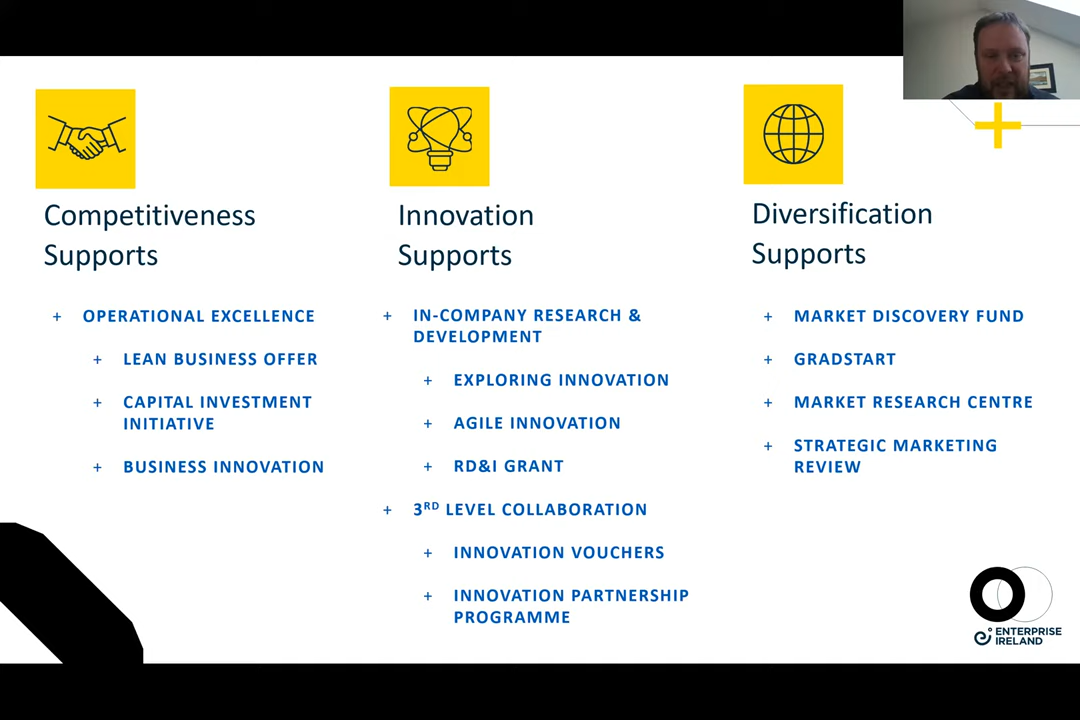 Competitiveness
Supports
+ OPERATIONAL EXCELLENCE
+ LEAN BUSINESS OFFER
+ CAPITAL INVESTMENT
INITIATIVE
+ BUSINESS INNOVATION
Innovation
Supports
+ IN-COMPANY RESEARCH &
DEVELOPMENT
+ EXPLORING INNOVATION
+ AGILE INNOVATION
+ RD&I GRANT
+ 3RD LEVEL COLLABORATION
+ INNOVATION VOUCHERS
+ INNOVATION PARTNERSHIP
PROGRAMME
Diversification
Supports
+ MARKET DISCOVERY FUND
+ GRADSTART
+ MARKET RESEARCH CENTRE
+ STRATEGIC MARKETING
REVIEW
ENTERPRISE
IRELAND